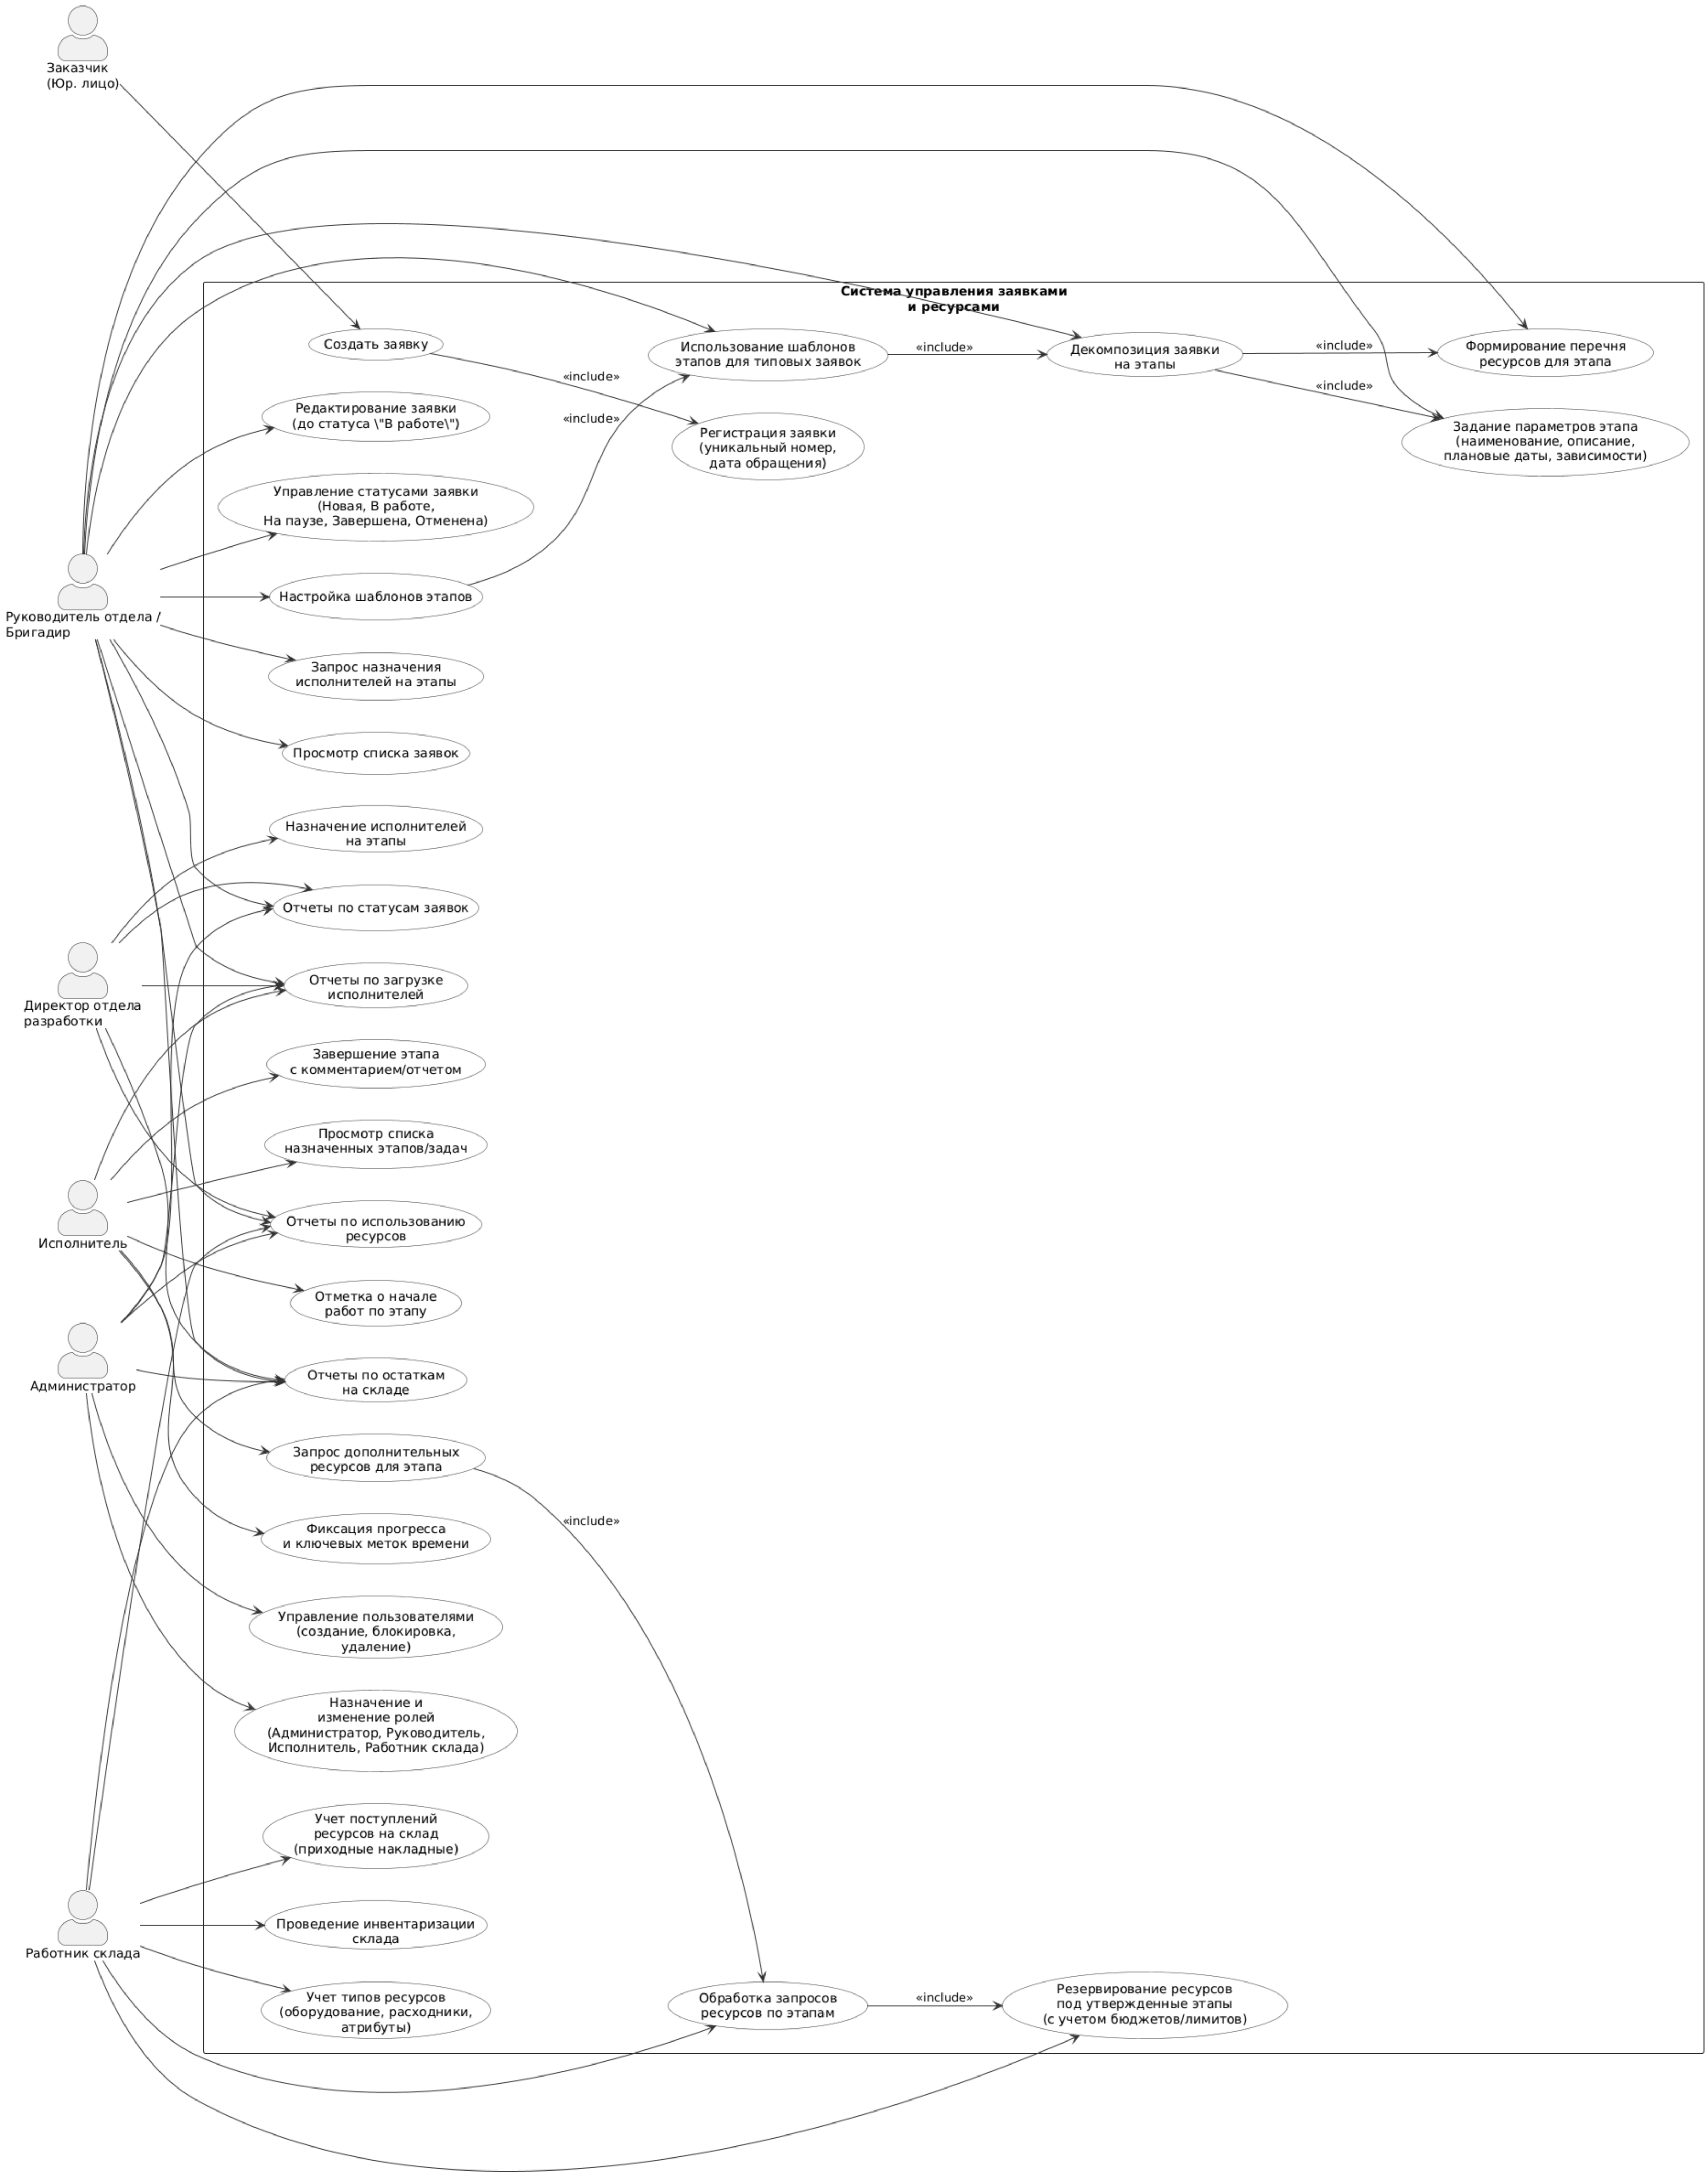 Заказчик
(Юр. лицо)
Система управления заявками
и ресурсами
Создать заявку
Использование шаблонов
этапов для типовых заявок
«include»
Декомпозиция заявки
на этапы
«include»
Формирование перечня
ресурсов для этапа
«include»
«include»
Редактирование заявки
(до статуса \"В работе\")
«include»
Регистрация заявки
(уникальный номер,
дата обращения)
Задание параметров этапа
(наименование, описание,
плановые даты, зависимости)
Управление статусами заявки
(Новая, В работе,
На паузе, Завершена, Отменена)
Руководитель отдела /
Бригадир
Настройка шаблонов этапов
Запрос назначения
исполнителей на этапы
Просмотр списка заявок
Назначение исполнителей
на этапы
Отчеты по статусам заявок
Директор отдела
разработки
Отчеты по загрузке
исполнителей
Завершение этапа
с комментарием/отчетом
Просмотр списка
назначенных этапов/задач
Исполнитель
Отчеты по использованию
ресурсов
Отметка о начале
работ по этапу
Администратор
Отчеты по остаткам
на складе
Запрос дополнительных
ресурсов для этапа
«include»
Фиксация прогресса
и ключевых меток времени
Управление пользователями
(создание, блокировка,
удаление)
Назначение и
изменение ролей
(Администратор, Руководитель,
Исполнитель, Работник склада)
Учет поступлений
ресурсов на склад
(приходные накладные)
Работник склада
Проведение инвентаризации
склада
Учет типов ресурсов
(оборудование, расходники,
атрибуты)
Обработка запросов
ресурсов по этапам
«include»
Резервирование ресурсов
под утвержденные этапы
(с учетом бюджетов/лимитов)